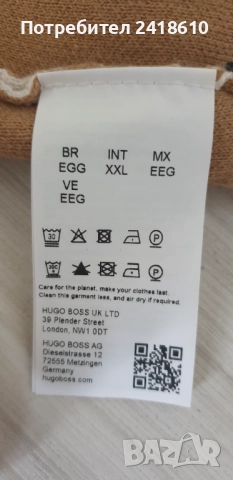 Потребител 2418610
BR
EGG
INT
XXL
MX
EEG
VE
EEG
30
Care for the planet, make your clothes last.
Clean this garment less, and air dry if needed.
HUGO BOSS UK LTD
39 Plender Street
London, NW1 0DT
HUGO BOSS AG
Dieselstrasse 12
72555 Metzingen
Germany
hugoboss.com
BAZAR